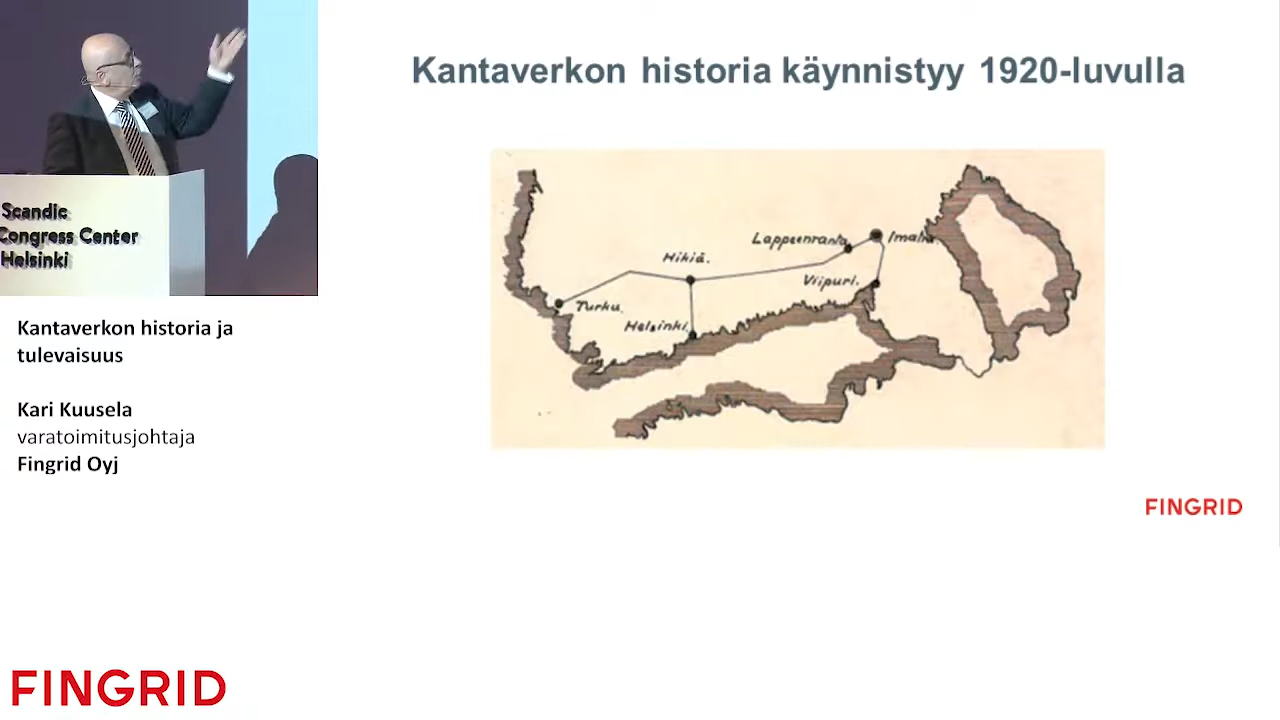 Scandic
Congress Center
Helsinki
Kantaverkon historia ja
tulevaisuus
Kari Kuusela
varatoimitusjohtaja
Fingrid Oyj
FINGRID
Kantaverkon historia käynnistyy 1920-luvulla
Lappeenranta
Imatra
Hikiä.
Viipuri.
Turku.
Helsinki.
FINGRID